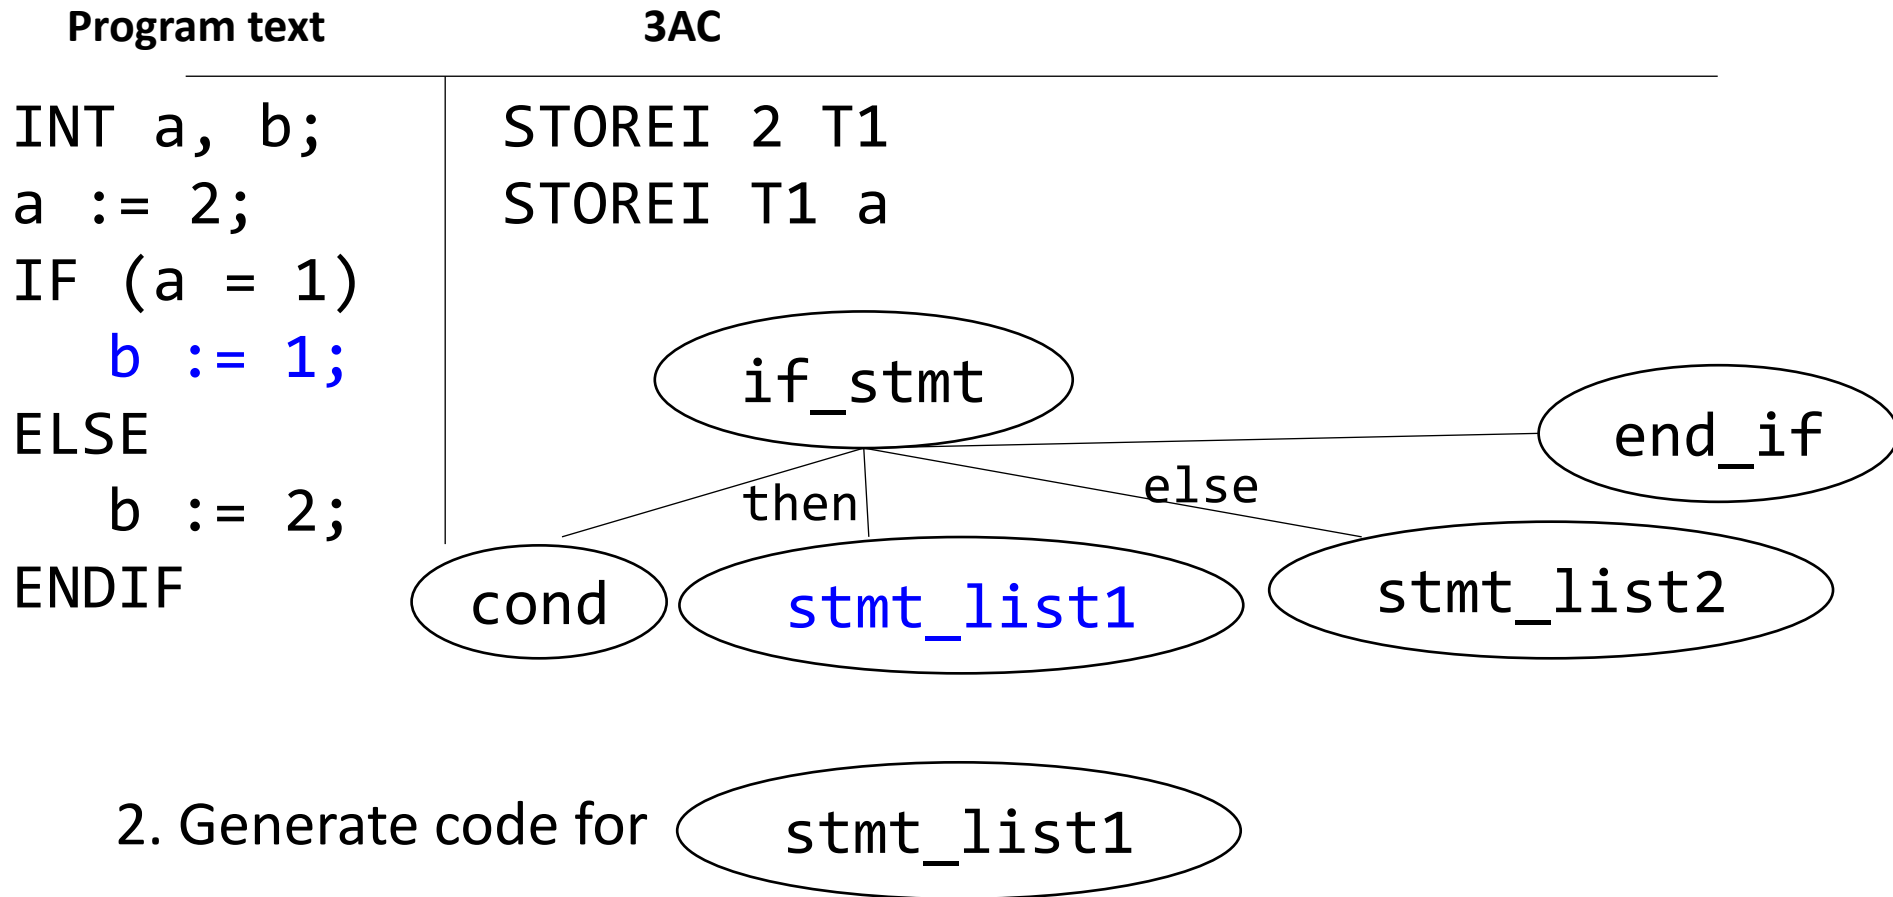 Program text
3AC
INT a, b;
a := 2;
IF (a = 1)
b := 1;
ELSE
b := 2;
ENDIF
STOREI 2 T1
STOREI T1 a
if_stmt
end_if
then
else
cond
stmt_list1
stmt_list2
2. Generate code for stmt_list1